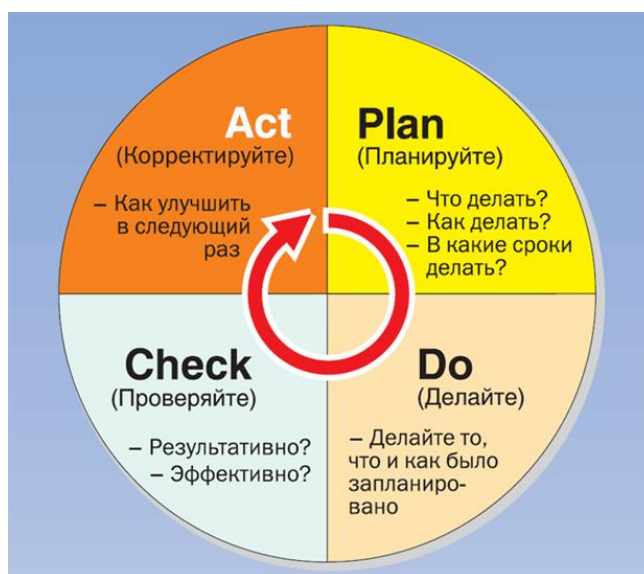 Act
(Корректируйте)
– Как улучшить
в следующий
раз
Plan
(Планируйте)
– Что делать?
– Как делать?
– В какие сроки
делать?
Check
(Проверяйте)
– Результативно?
– Эффективно?
Do
(Делайте)
– Делайте то,
что и как было
запланиро-
вано